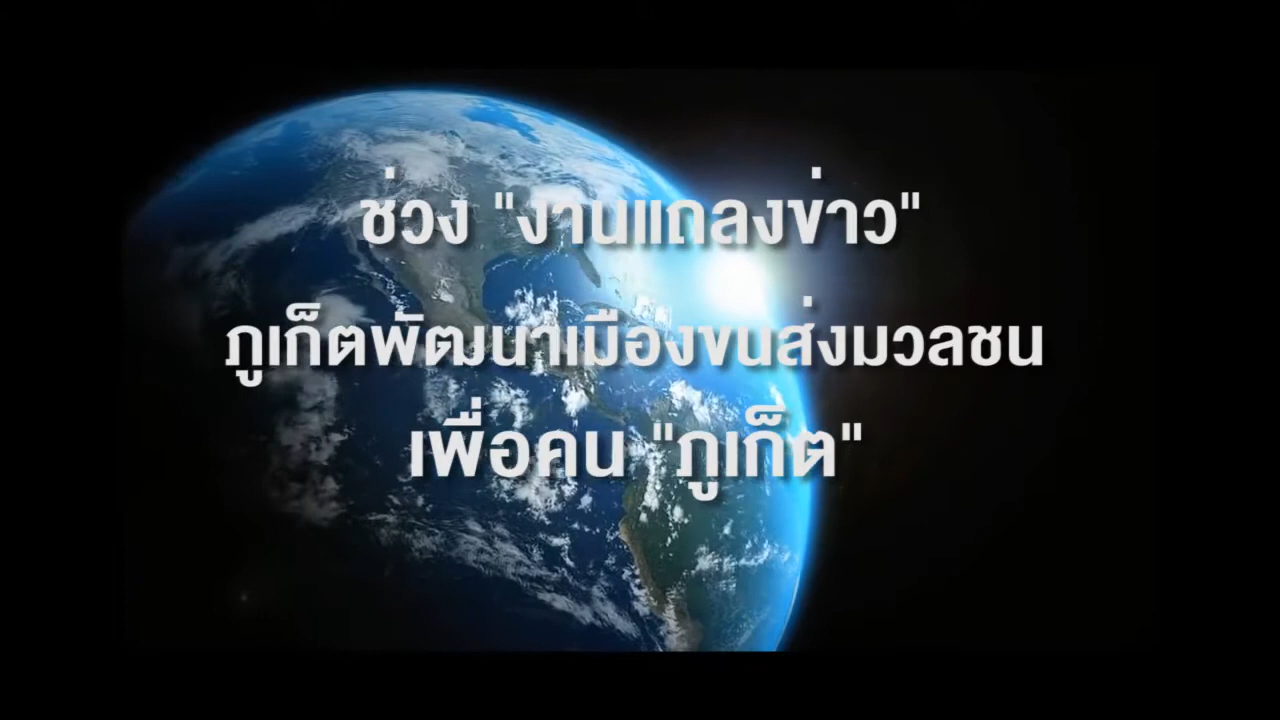 ช่วง "งานแถลงข่าว"
ภูเก็ตพัฒนาเมืองขนส่งมวลชน
เพื่อคน "ภูเก็ต"